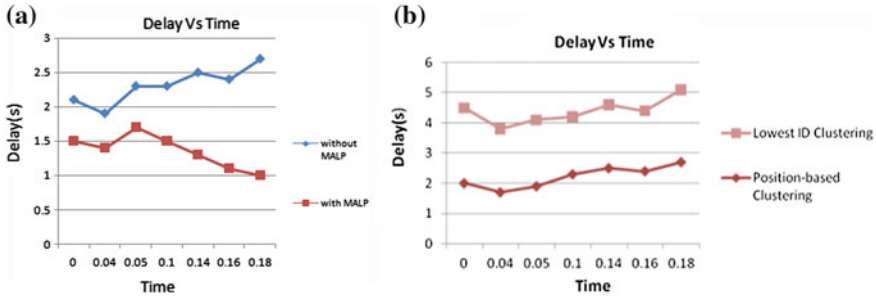 (a)
Delay Vs Time
3
2.5
2
1.5
1
0.5
0
Delay(s)
0 0.04 0.05 0.1 0.14 0.16 0.18
Time
without
MALP
with MALP
(b)
Delay Vs Time
6
5
4
3
2
1
0
Delay(s)
0 0.04 0.05 0.1 0.14 0.16 0.18
Time
Lowest ID Clustering
Position-based
Clustering